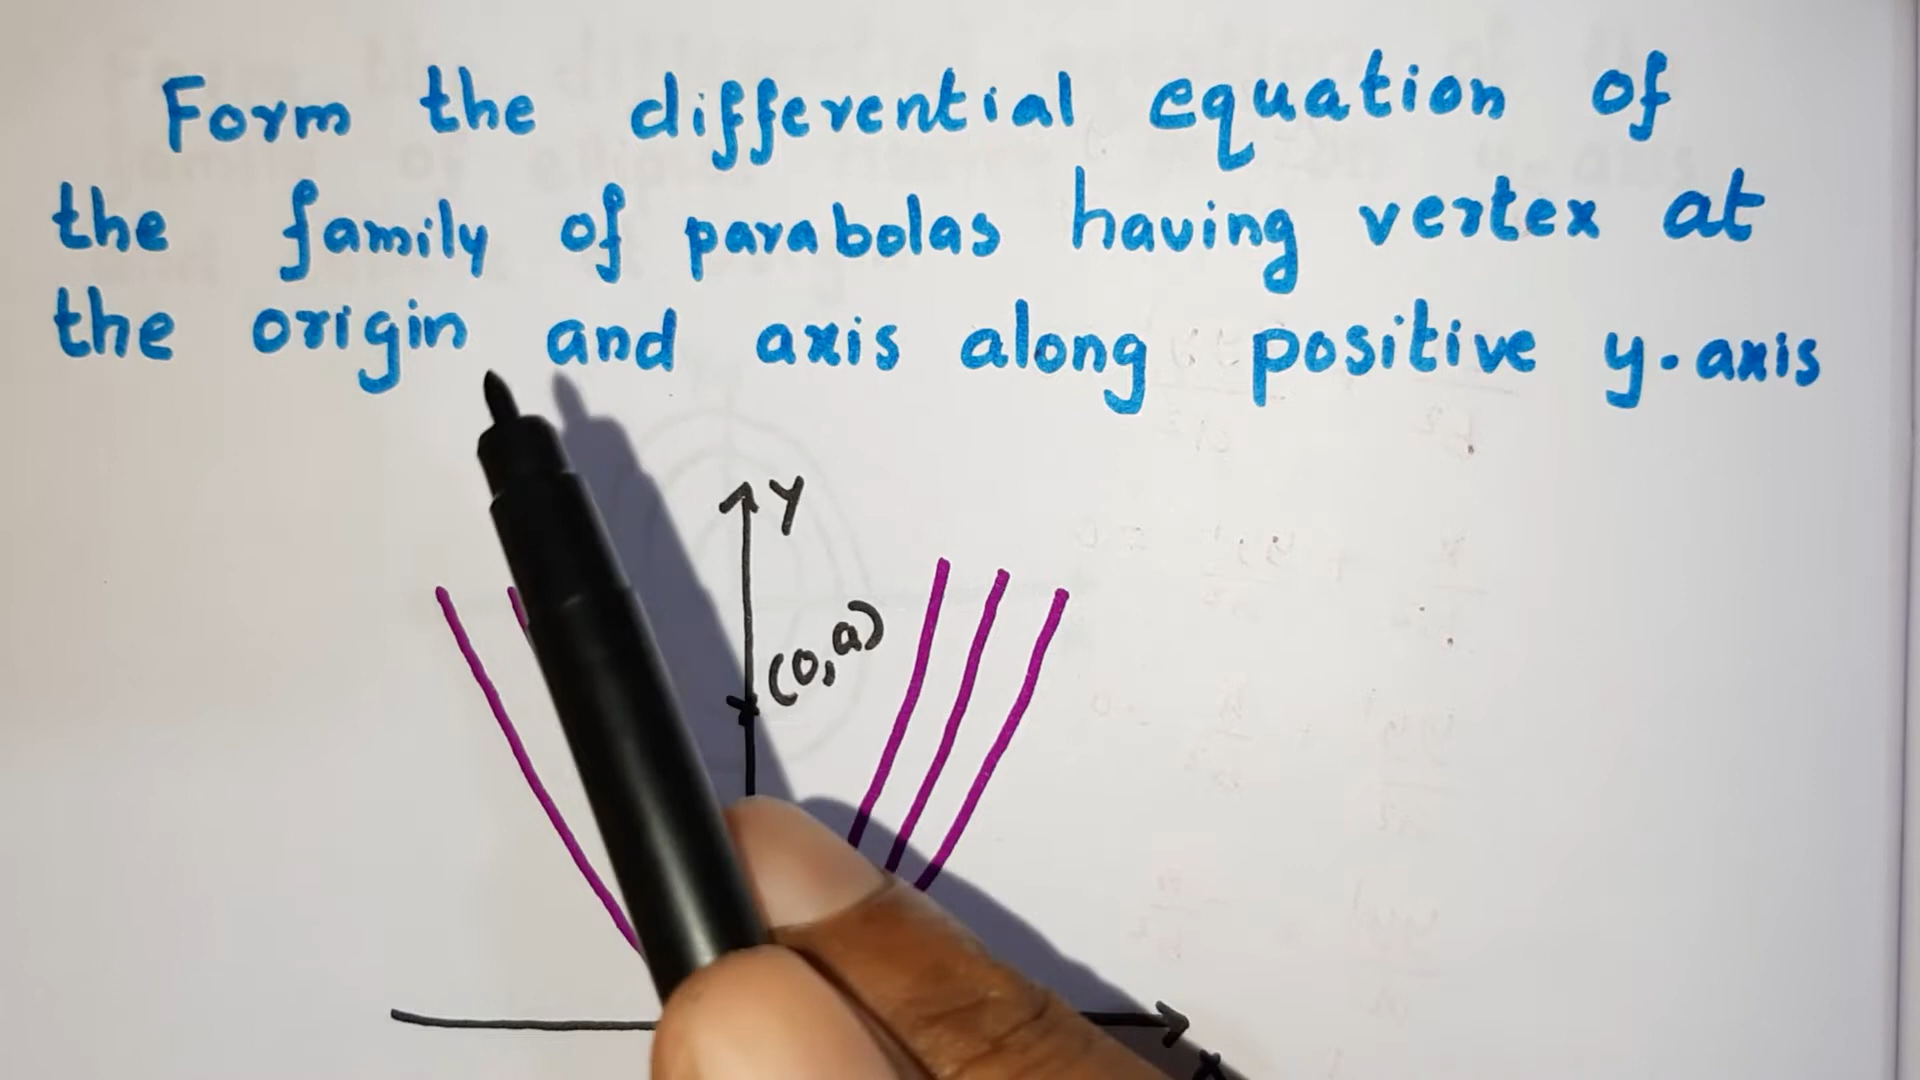 Form the differential equation of
the family of parabolas having vertex at
the origin and axis along positive y-axis
Y
(0,a)